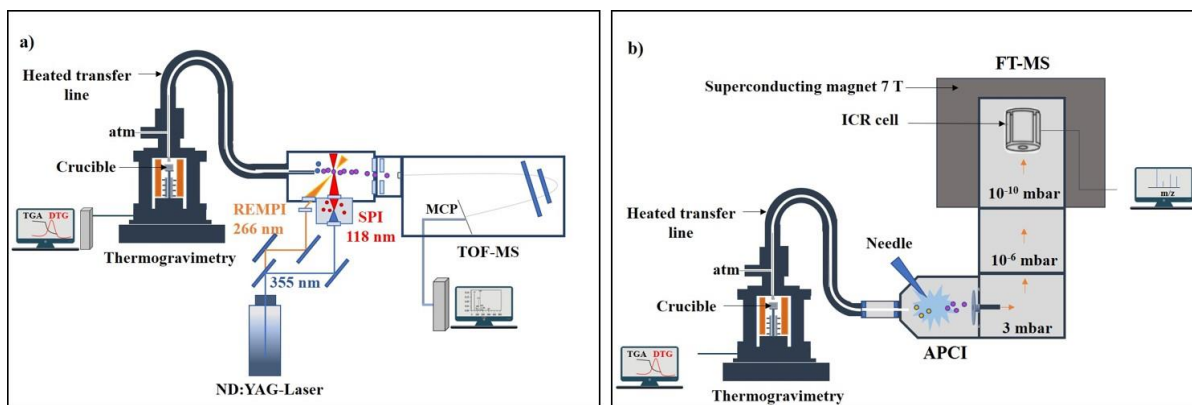 a)
Heated transfer
line
atm
Crucible
TGA DTG
Thermogravimetry
REMPI
266 nm
SPI
118 nm
355 nm
ND:YAG-Laser
MCP
TOF-MS
b)
FT-MS
Superconducting magnet 7 T
ICR cell
10⁻¹⁰ mbar
m/z
Heated transfer
line
Needle
10⁻⁶ mbar
atm
Crucible
3 mbar
APCI
TGA DTG
Thermogravimetry